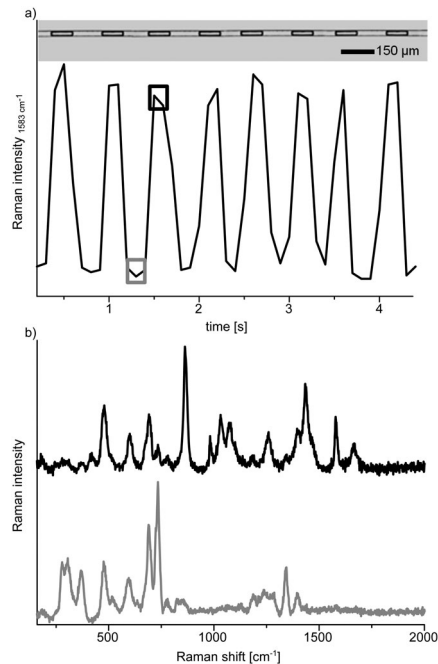 a)
150 µm
Raman intensity 1583 cm⁻¹
1 2 3 4
time [s]
b)
Raman intensity
500 1000 1500 2000
Raman shift [cm⁻¹]